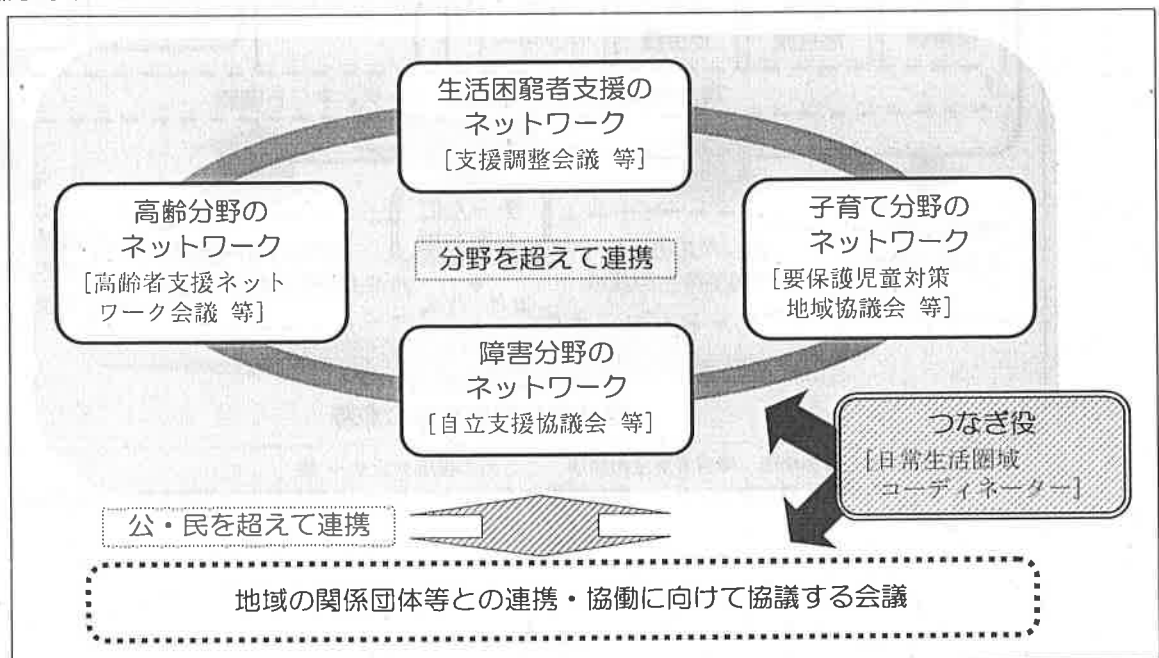 生活困窮者支援の
ネットワーク
[支援調整会議 等]
高齢分野の
ネットワーク
[高齢者支援ネット
ワーク会議 等]
分野を超えて連携
子育て分野の
ネットワーク
[要保護児童対策
地域協議会 等]
障害分野の
ネットワーク
[自立支援協議会 等]
つなぎ役
[日常生活圏域
コーディネーター]
公・民を超えて連携
地域の関係団体等との連携・協働に向けて協議する会議